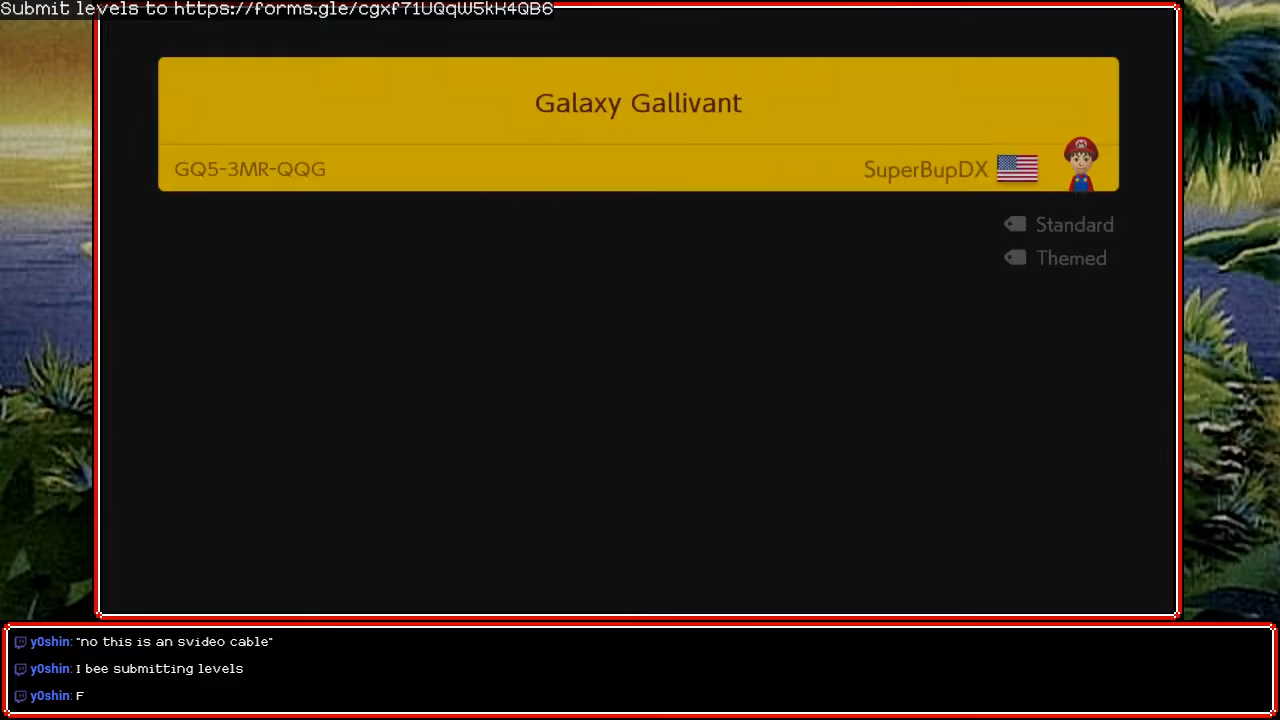 Submit levels to https://forms.gle/cgxf71UQqW5kH4QB6
Galaxy Gallivant
GQ5-3MR-QQG
SuperBupDX
Standard
Themed
y0shin: "no this is an svideo cable"
y0shin: I bee submitting levels
y0shin: F